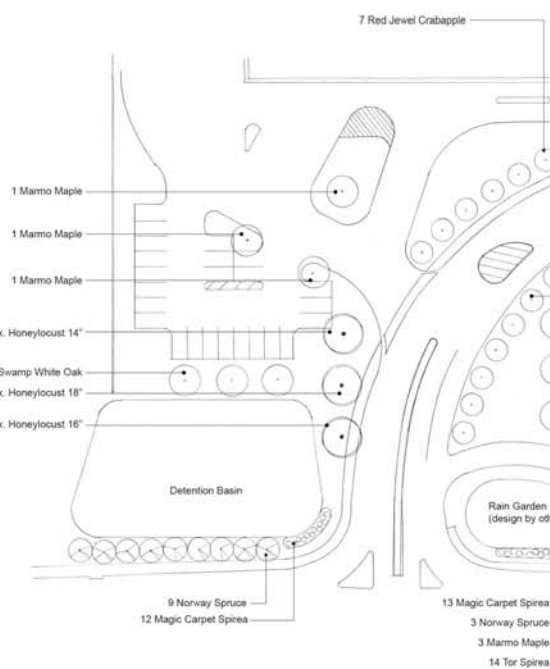 7 Red Jewel Crabapple
1 Marmo Maple
1 Marmo Maple
1 Marmo Maple
x. Honeylocust 14"
Swamp White Oak
x. Honeylocust 18"
x. Honeylocust 16"
Detention Basin
Rain Garden
(design by oth
9 Norway Spruce
12 Magic Carpet Spirea
13 Magic Carpet Spirea
3 Norway Spruce
3 Marmo Maple
14 Tor Spirea